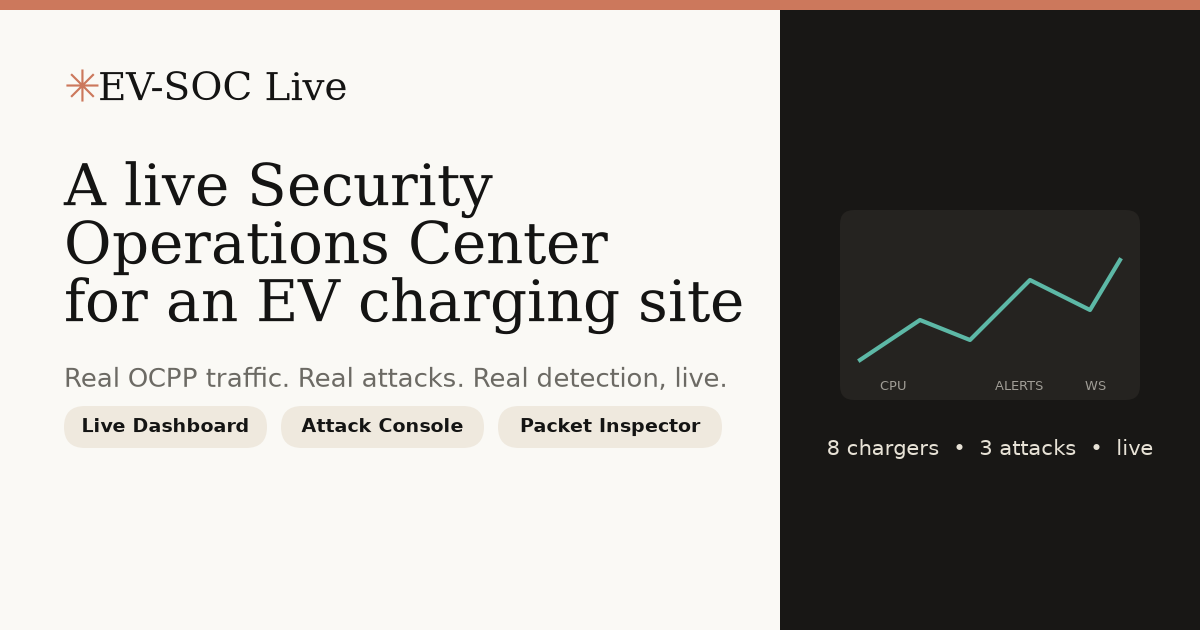 EV-SOC Live
A live Security
Operations Center
for an EV charging site
Real OCPP traffic. Real attacks. Real detection, live.
Live Dashboard
Attack Console
Packet Inspector
CPU
ALERTS
WS
8 chargers • 3 attacks • live